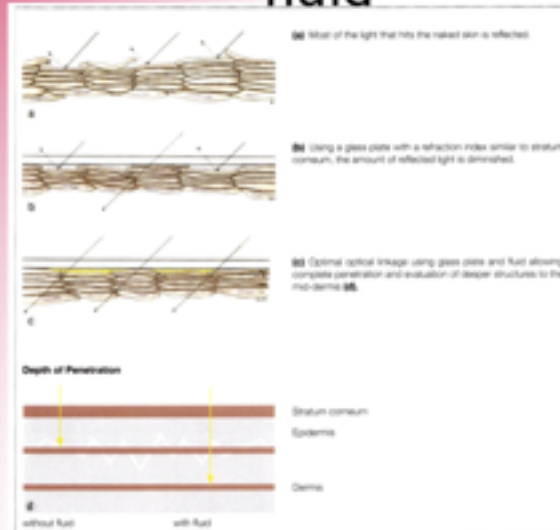 fluid
(a) Most of the light that hits the naked skin is reflected.
a
(b) Using a glass plate with a refraction index similar to stratum
corneum, the amount of reflected light is diminished.
b
(c) Optimal optical linkage using glass plate and fluid allowing
complete penetration and evaluation of deeper structures to the
mid-dermis (d).
c
Depth of Penetration
Stratum corneum
Epidermis
Dermis
d
without fluid with fluid